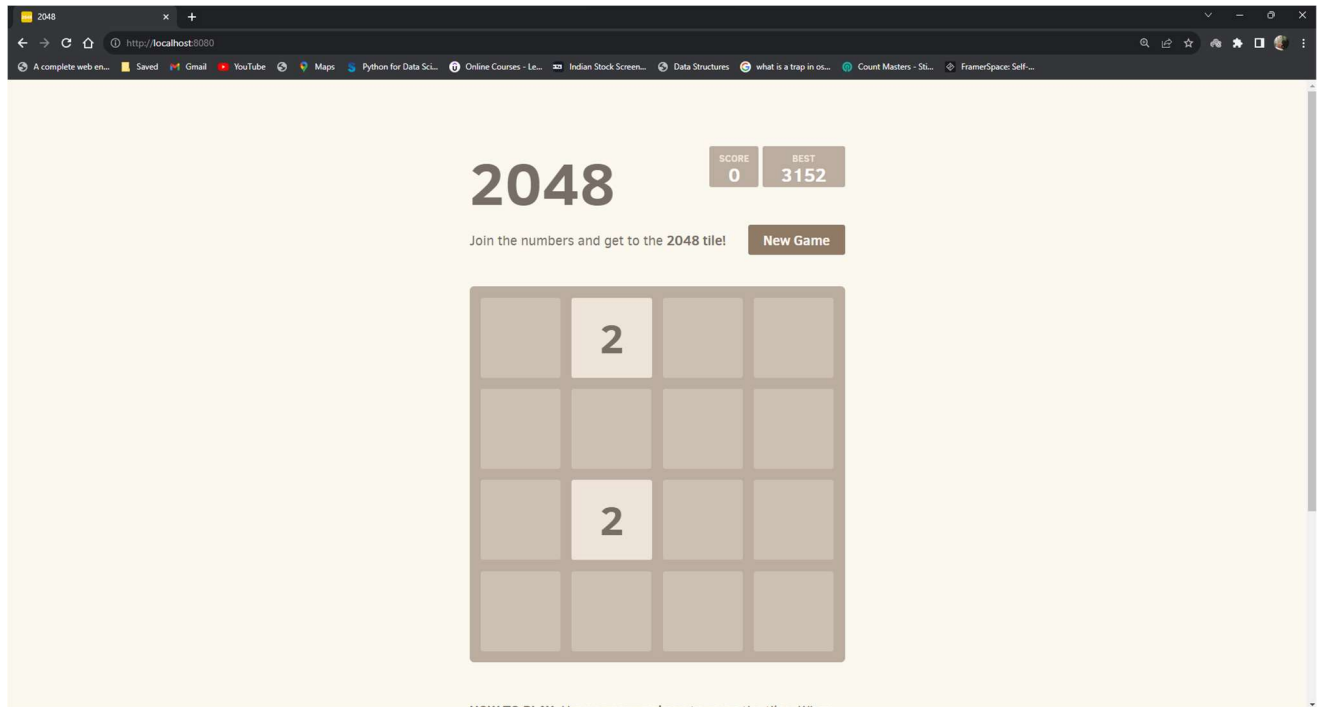 2048
http://localhost:8080
A complete web en... Saved Gmail YouTube Maps Python for Data Sci... Online Courses - Le... Indian Stock Screen... Data Structures what is a trap in os... Count Masters - Sti... FramerSpace: Self-...
2048
SCORE BEST
0 3152
Join the numbers and get to the 2048 tile! New Game
2
2